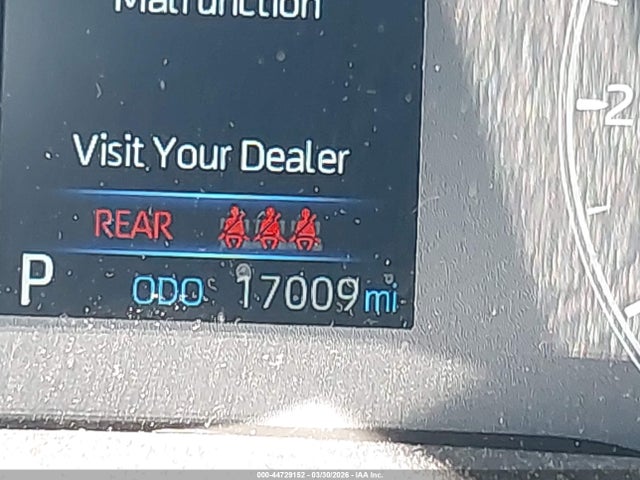 Malfunction
Visit Your Dealer
REAR
P ODO 17009 mi
2
000-44729152 - 03/30/2026 - IAA Inc.